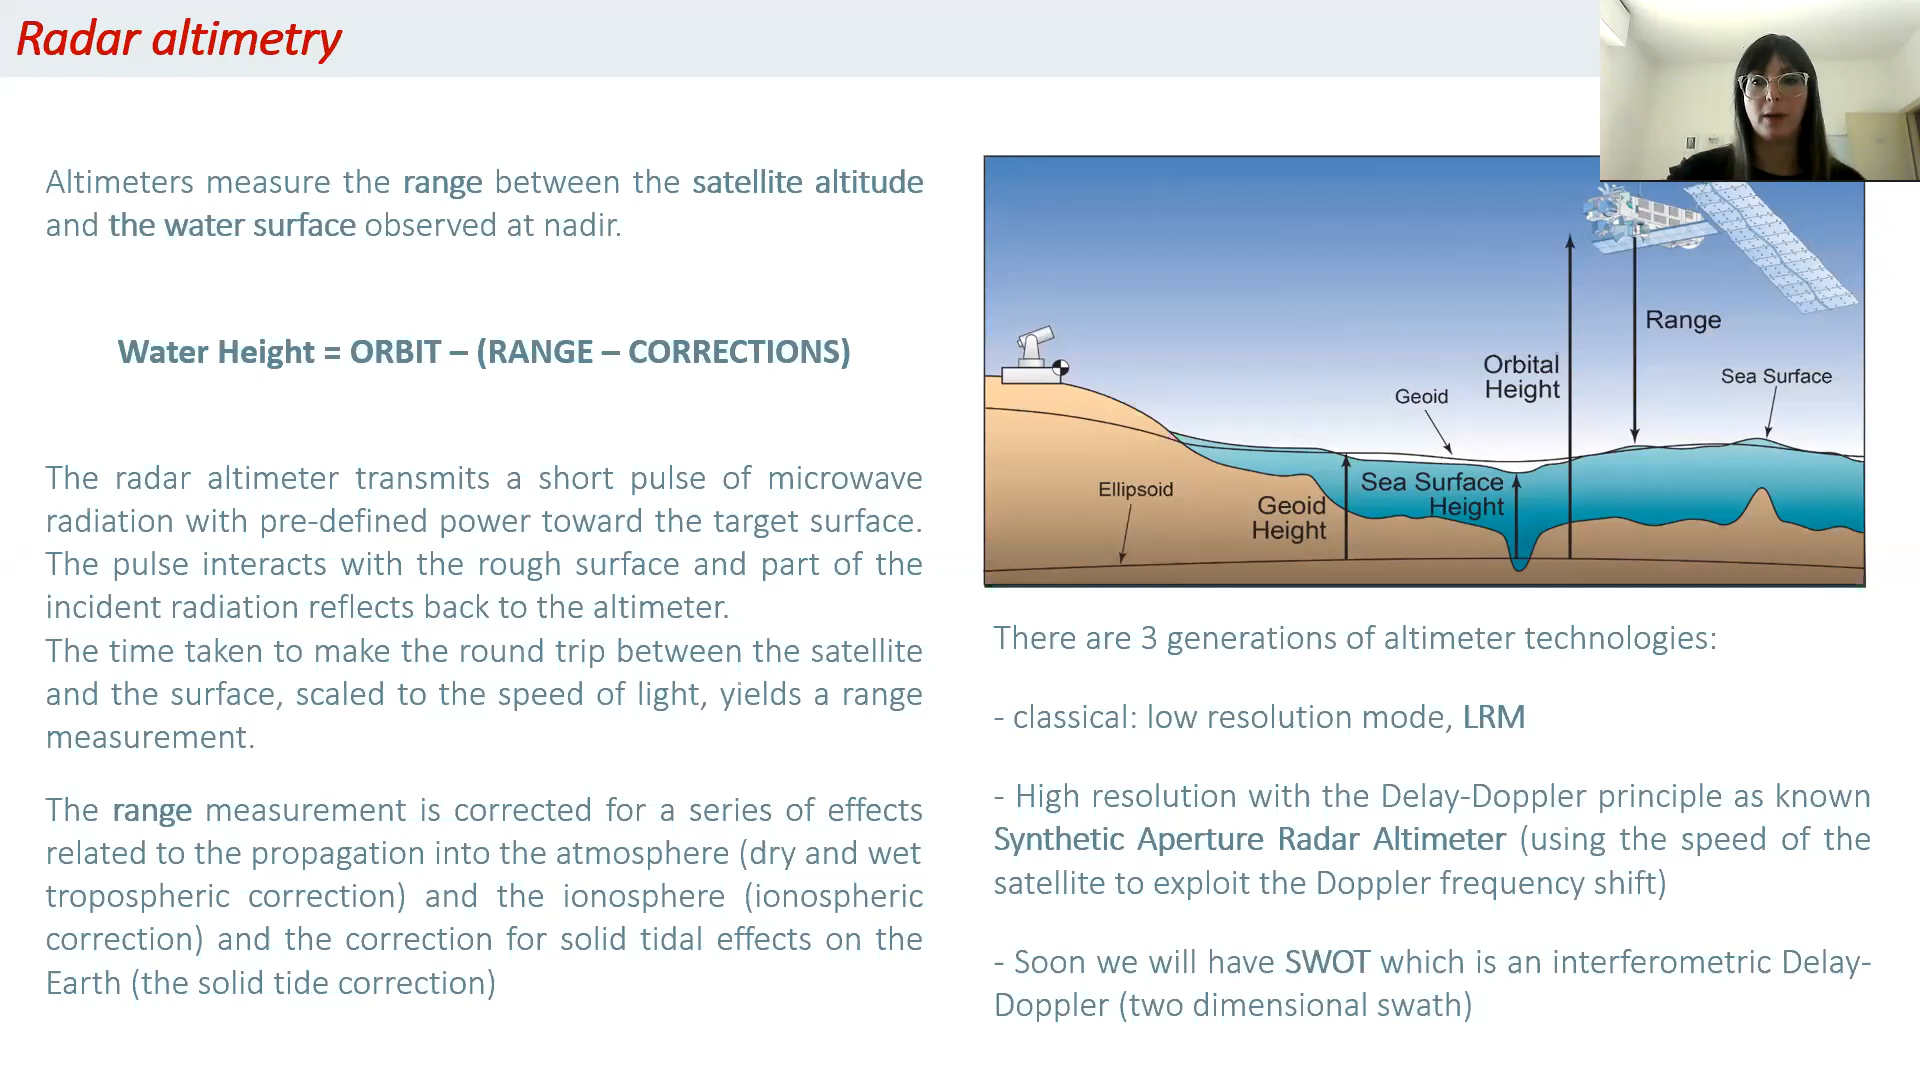 Radar altimetry
Altimeters measure the range between the satellite altitude
and the water surface observed at nadir.
Water Height = ORBIT – (RANGE – CORRECTIONS)
The radar altimeter transmits a short pulse of microwave
radiation with pre-defined power toward the target surface.
The pulse interacts with the rough surface and part of the
incident radiation reflects back to the altimeter.
The time taken to make the round trip between the satellite
and the surface, scaled to the speed of light, yields a range
measurement.
The range measurement is corrected for a series of effects
related to the propagation into the atmosphere (dry and wet
tropospheric correction) and the ionosphere (ionospheric
correction) and the correction for solid tidal effects on the
Earth (the solid tide correction)
Range
Orbital
Height
Sea Surface
Geoid
Sea Surface
Height
Geoid
Height
Ellipsoid
There are 3 generations of altimeter technologies:
- classical: low resolution mode, LRM
- High resolution with the Delay-Doppler principle as known
Synthetic Aperture Radar Altimeter (using the speed of the
satellite to exploit the Doppler frequency shift)
- Soon we will have SWOT which is an interferometric Delay-
Doppler (two dimensional swath)